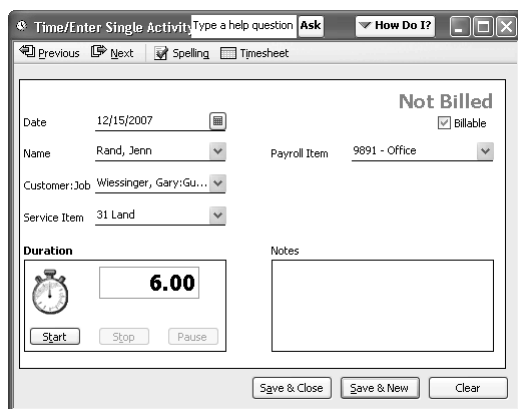 Time/Enter Single Activity Type a help question Ask How Do I?
Previous Next Spelling Timesheet
Not Billed
Date 12/15/2007 Billable
Name Rand, Jenn Payroll Item 9891 - Office
Customer:Job Wiessinger, Gary:Gu...
Service Item 31 Land
Duration Notes
6.00
Start Stop Pause
Save & Close Save & New Clear